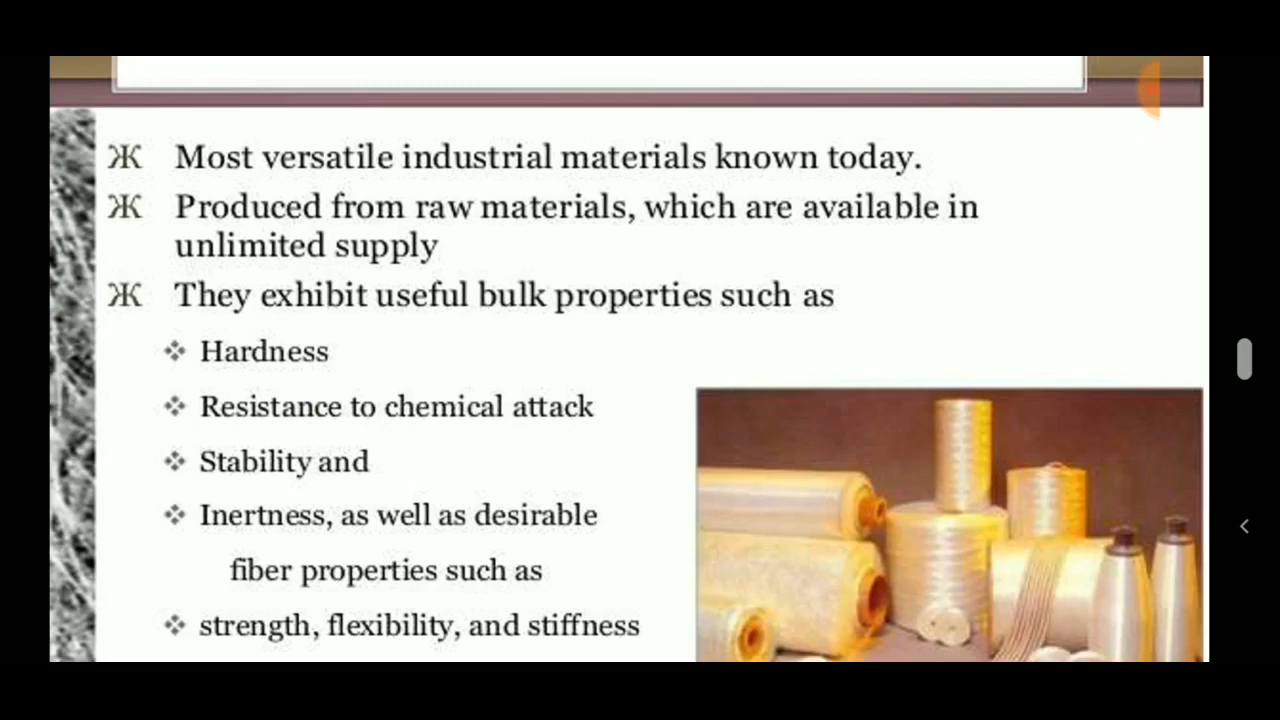 Most versatile industrial materials known today.
Produced from raw materials, which are available in
unlimited supply
They exhibit useful bulk properties such as
Hardness
Resistance to chemical attack
Stability and
Inertness, as well as desirable
fiber properties such as
strength, flexibility, and stiffness